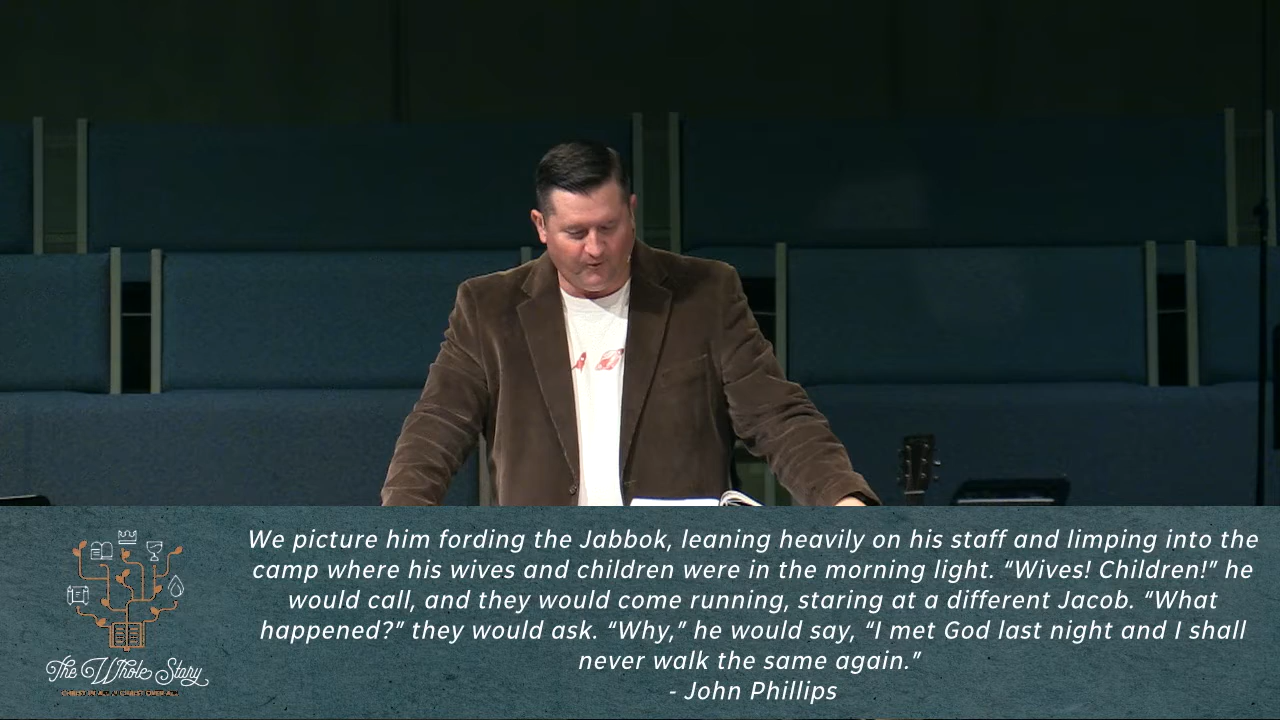 We picture him fording the Jabbok, leaning heavily on his staff and limping into the
camp where his wives and children were in the morning light. “Wives! Children!” he
would call, and they would come running, staring at a different Jacob. “What
happened?” they would ask. “Why,” he would say, “I met God last night and I shall
never walk the same again.”
- John Phillips
The Whole Story